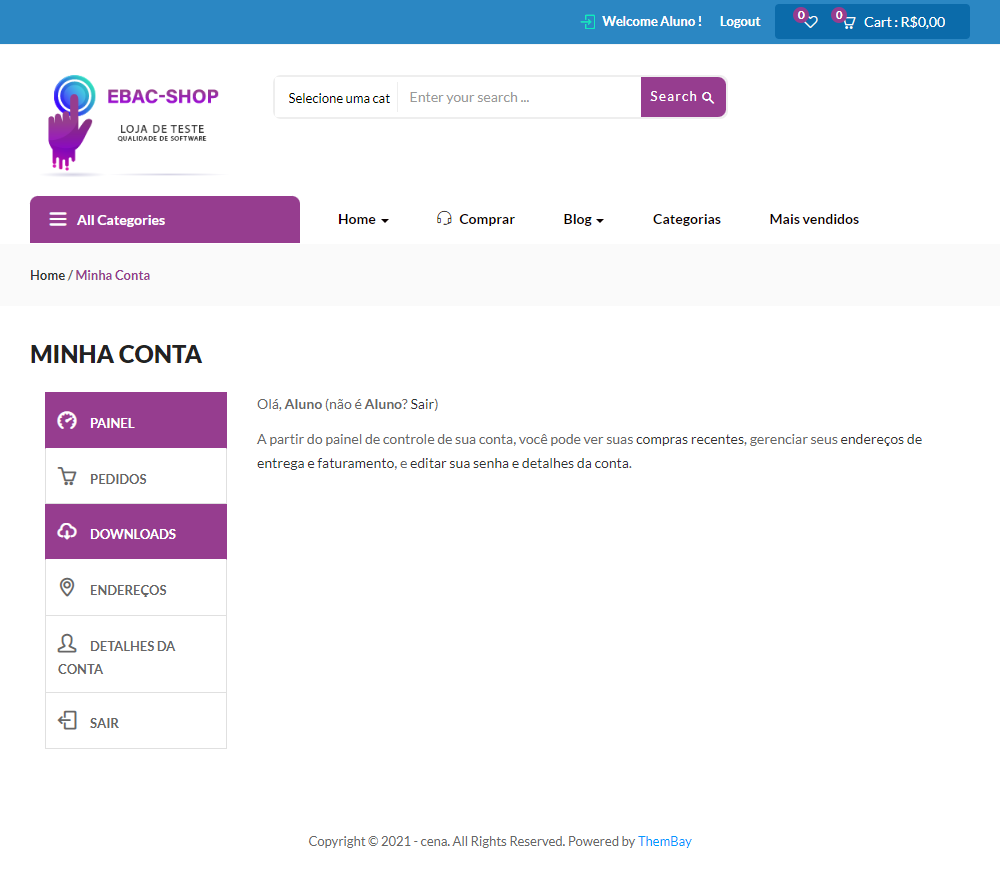 Welcome Aluno ! Logout 0 0 Cart : R$0,00
EBAC-SHOP
LOJA DE TESTE
QUALIDADE DE SOFTWARE
Selecione uma cat Enter your search ... Search
All Categories Home Comprar Blog Categorias Mais vendidos
Home / Minha Conta
MINHA CONTA
PAINEL
PEDIDOS
DOWNLOADS
ENDEREÇOS
DETALHES DA
CONTA
SAIR
Olá, Aluno (não é Aluno? Sair)
A partir do painel de controle de sua conta, você pode ver suas compras recentes, gerenciar seus endereços de
entrega e faturamento, e editar sua senha e detalhes da conta.
Copyright © 2021 - cena. All Rights Reserved. Powered by ThemBay